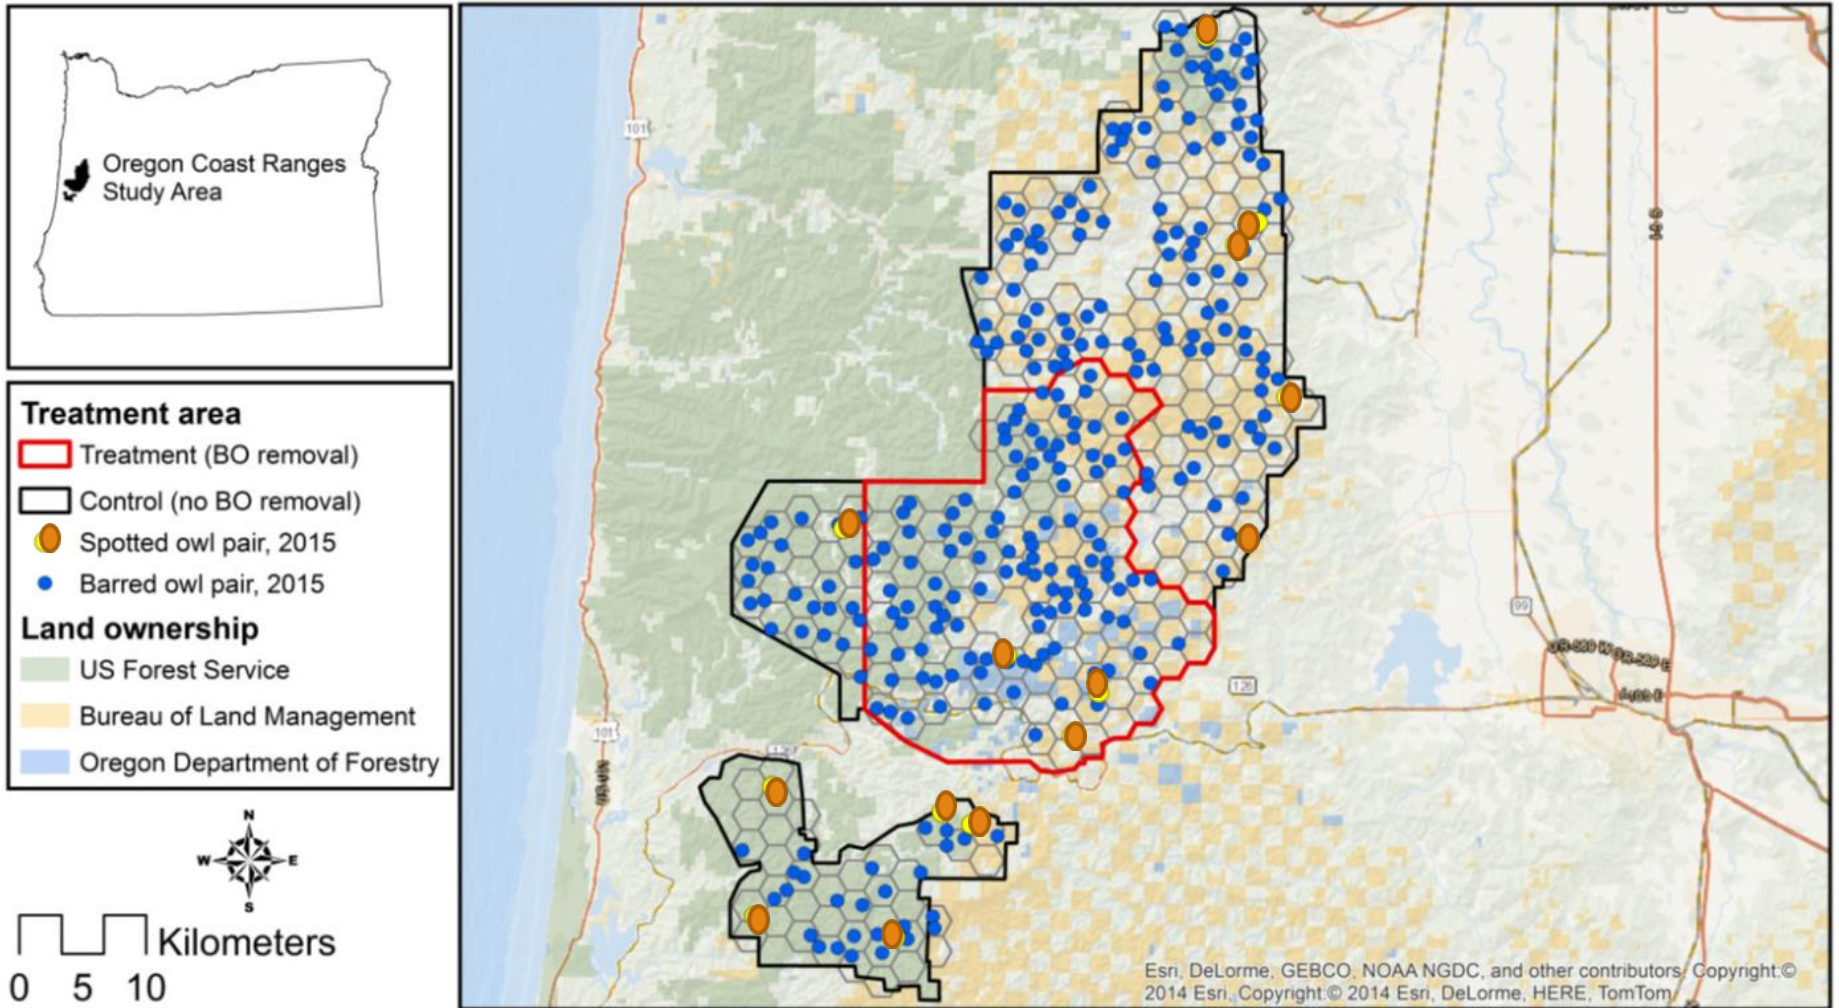 Oregon Coast Ranges
Study Area
Treatment area
Treatment (BO removal)
Control (no BO removal)
Spotted owl pair, 2015
Barred owl pair, 2015
Land ownership
US Forest Service
Bureau of Land Management
Oregon Department of Forestry
N
W E
S
Kilometers
0 5 10
101
99
126
101
Esri, DeLorme, GEBCO, NOAA NGDC, and other contributors, Copyright:©
2014 Esri, Copyright:© 2014 Esri, DeLorme, HERE, TomTom